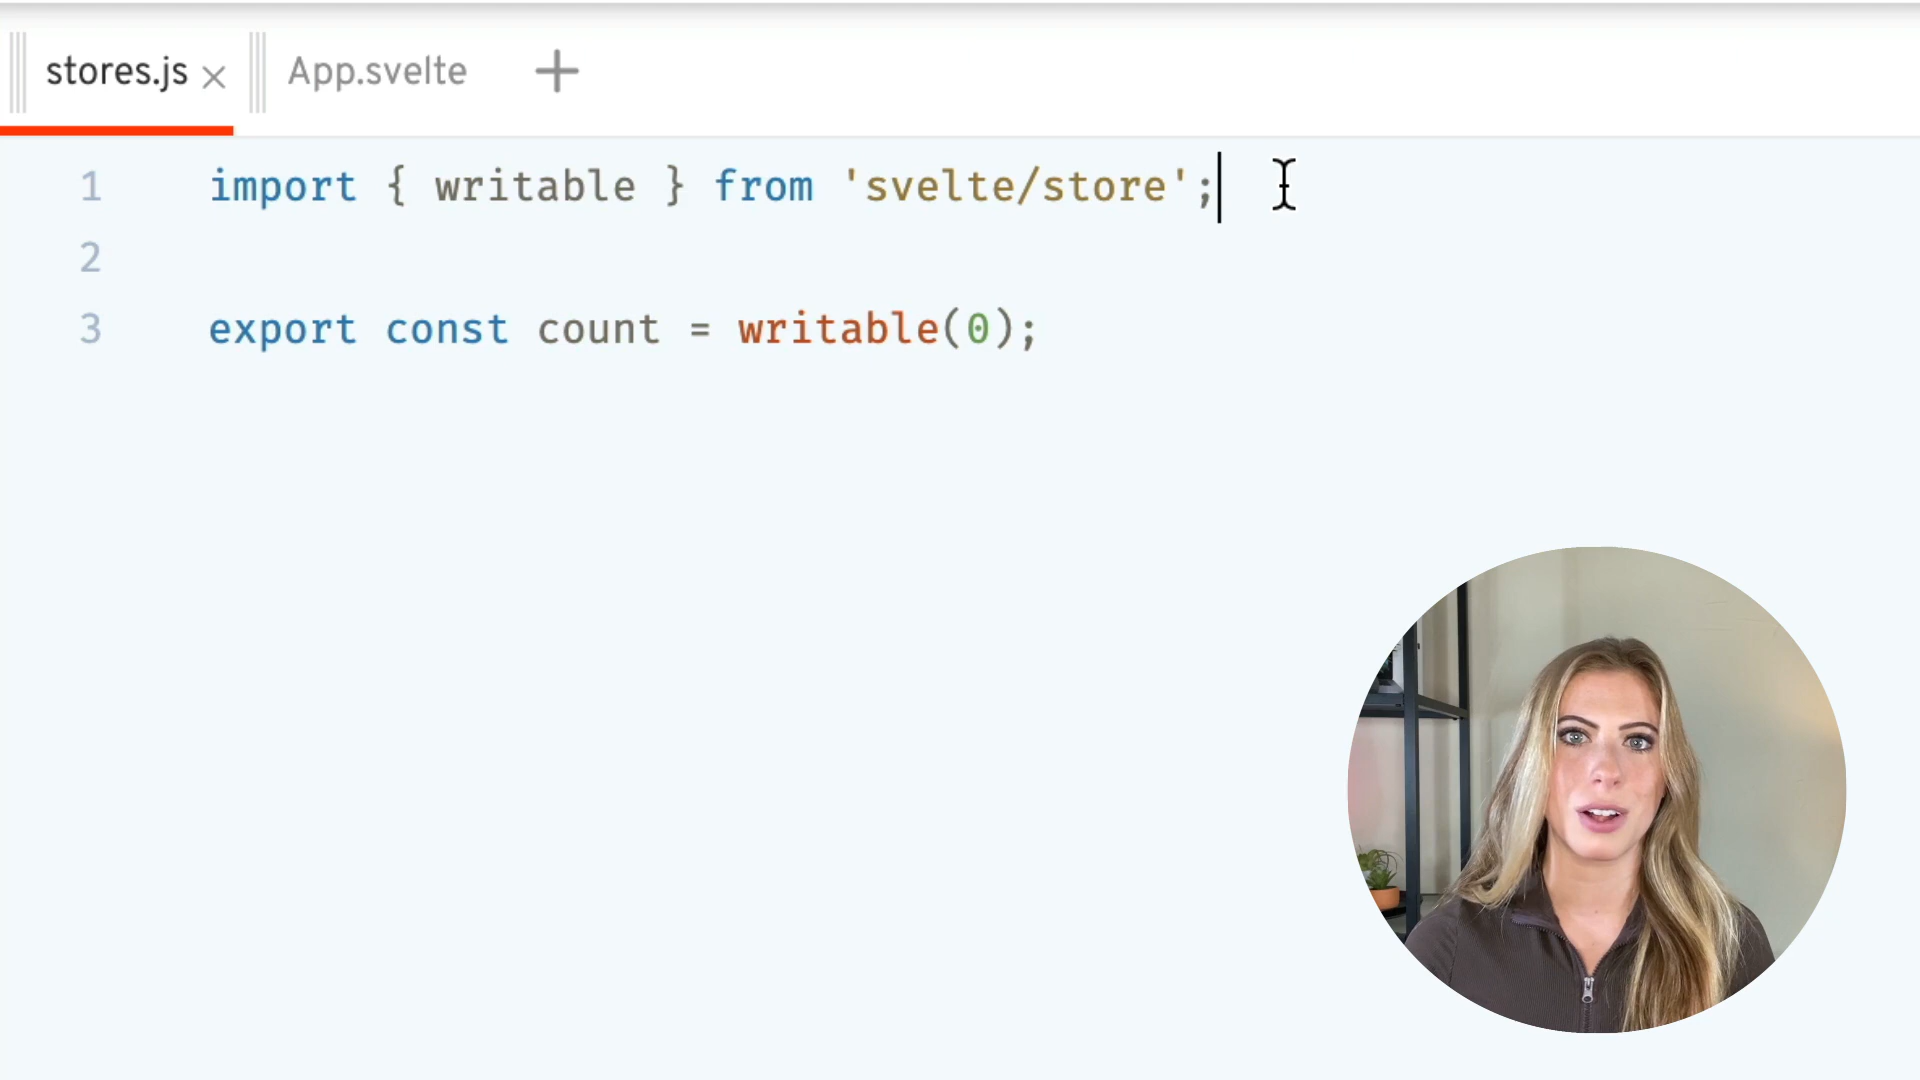 stores.js × App.svelte +
1 import { writable } from 'svelte/store';
2
3 export const count = writable(0);